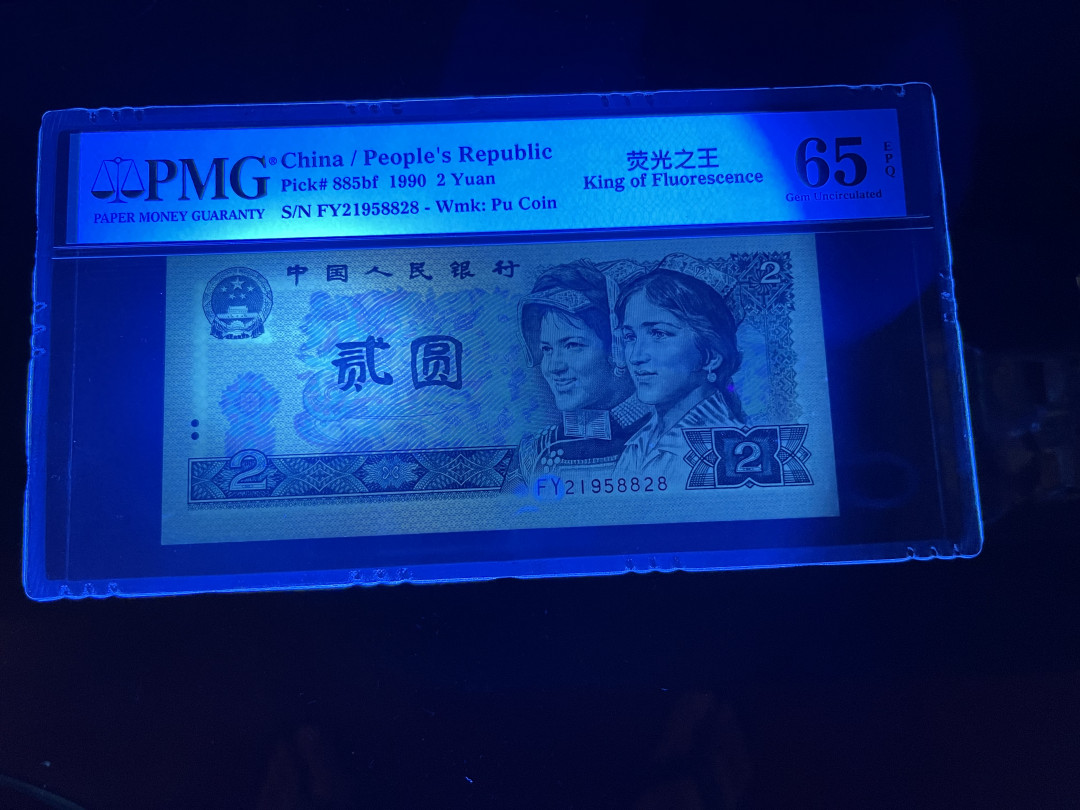 PMG®
PAPER MONEY GUARANTY
China / People's Republic
Pick# 885bf 1990 2 Yuan
S/N FY21958828 - Wmk: Pu Coin
荧光之王
King of Fluorescence
65
EPQ
Gem Uncirculated
中国人民银行
2
贰圆
2
2
FY21958828